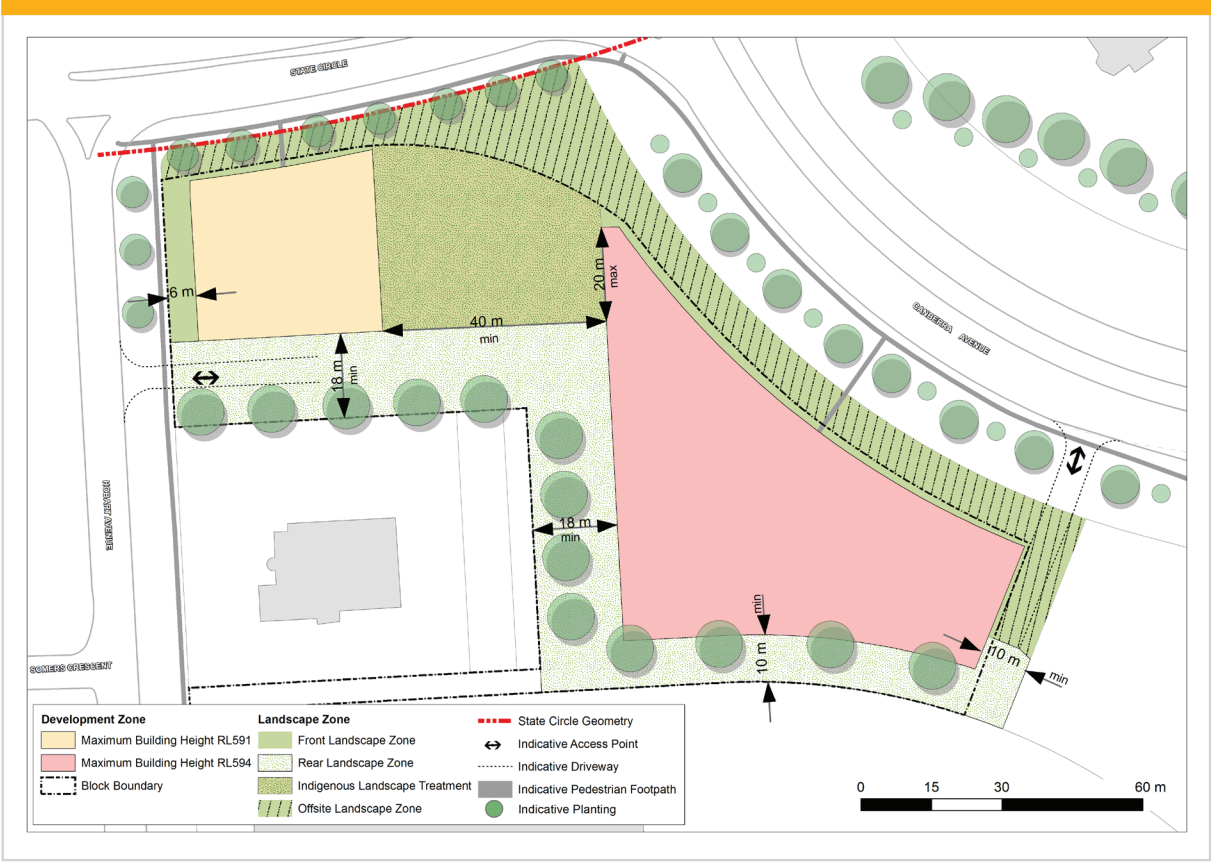 STATE CIRCLE
6 m
20 m
max
40 m
min
18 m
min
CANBERRA AVENUE
HOBART AVENUE
18 m
min
min
10 m
10 m
min
SOMERS CRESCENT
Development Zone
Maximum Building Height RL591
Maximum Building Height RL594
Block Boundary
Landscape Zone
Front Landscape Zone
Rear Landscape Zone
Indigenous Landscape Treatment
Offsite Landscape Zone
State Circle Geometry
Indicative Access Point
Indicative Driveway
Indicative Pedestrian Footpath
Indicative Planting
0 15 30 60 m